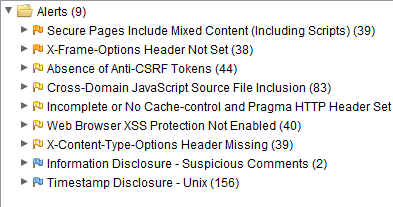 Alerts (9)
Secure Pages Include Mixed Content (Including Scripts) (39)
X-Frame-Options Header Not Set (38)
Absence of Anti-CSRF Tokens (44)
Cross-Domain JavaScript Source File Inclusion (83)
Incomplete or No Cache-control and Pragma HTTP Header Set
Web Browser XSS Protection Not Enabled (40)
X-Content-Type-Options Header Missing (39)
Information Disclosure - Suspicious Comments (2)
Timestamp Disclosure - Unix (156)